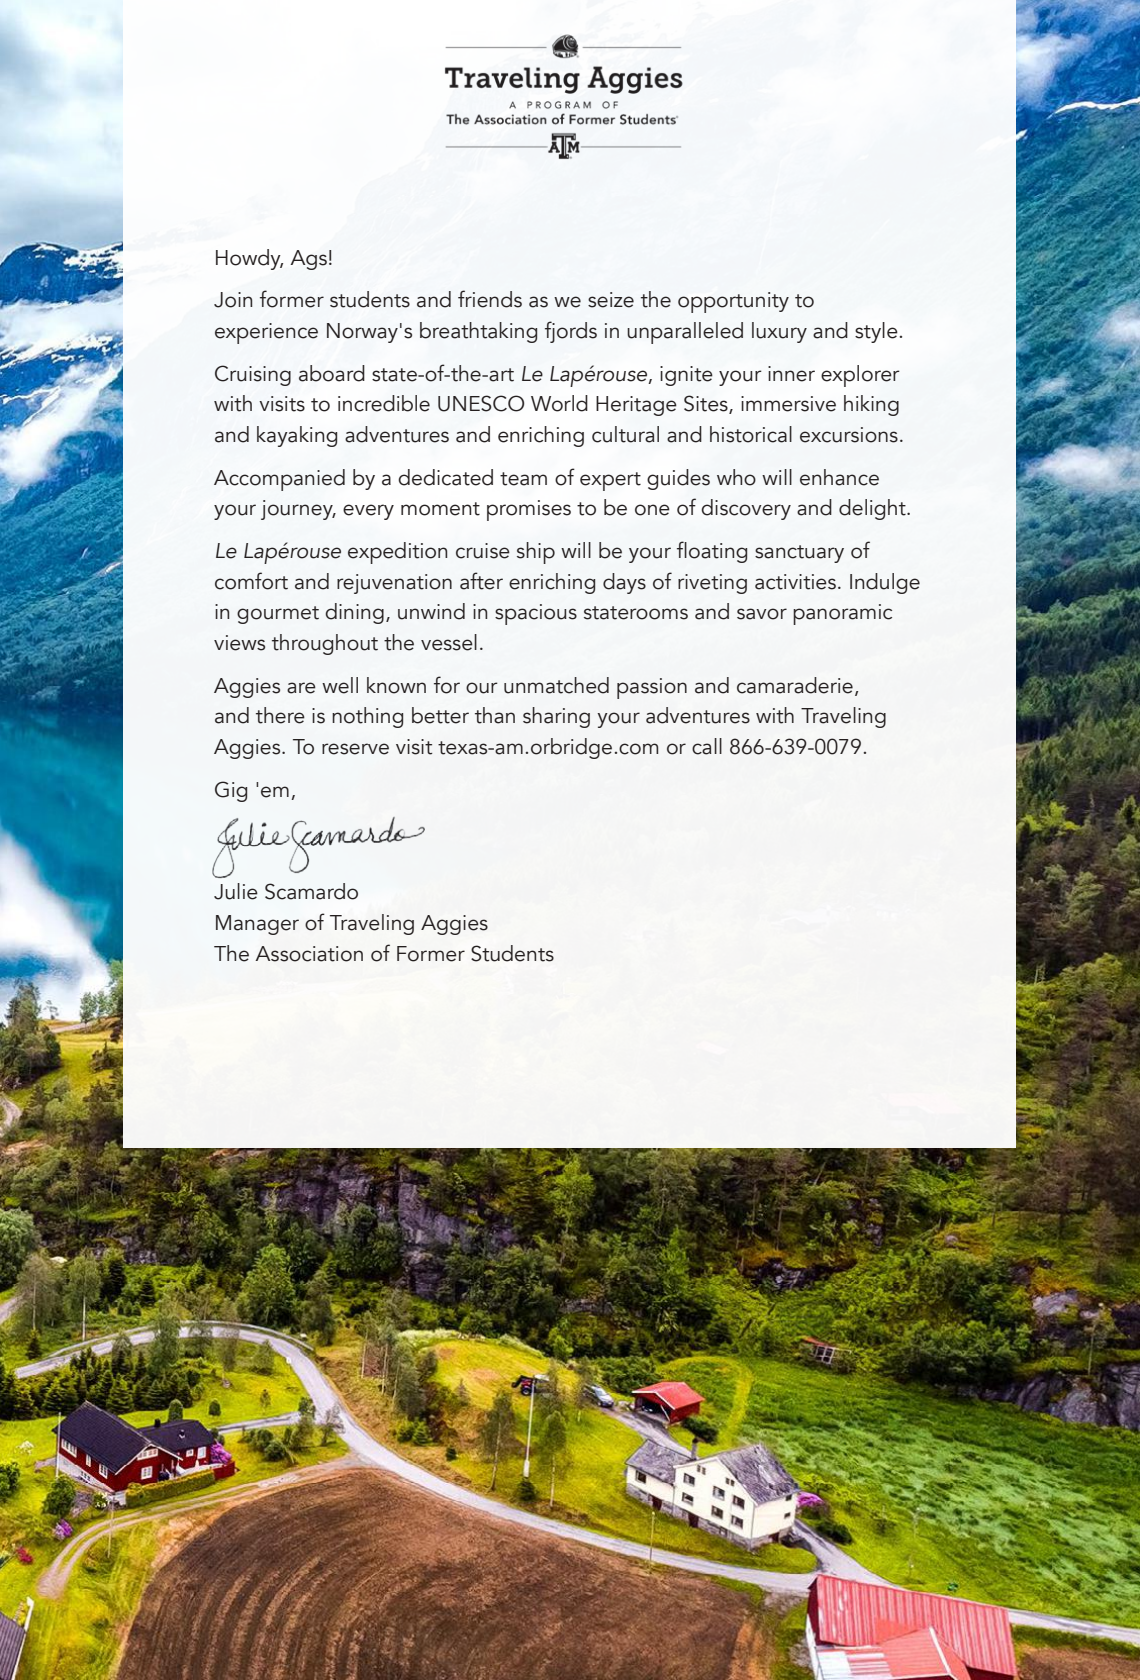 Traveling Aggies
A PROGRAM OF
The Association of Former Students
ATM
Howdy, Ags!
Join former students and friends as we seize the opportunity to
experience Norway's breathtaking fjords in unparalleled luxury and style.
Cruising aboard state-of-the-art Le Lapérouse, ignite your inner explorer
with visits to incredible UNESCO World Heritage Sites, immersive hiking
and kayaking adventures and enriching cultural and historical excursions.
Accompanied by a dedicated team of expert guides who will enhance
your journey, every moment promises to be one of discovery and delight.
Le Lapérouse expedition cruise ship will be your floating sanctuary of
comfort and rejuvenation after enriching days of riveting activities. Indulge
in gourmet dining, unwind in spacious staterooms and savor panoramic
views throughout the vessel.
Aggies are well known for our unmatched passion and camaraderie,
and there is nothing better than sharing your adventures with Traveling
Aggies. To reserve visit texas-am.orbridge.com or call 866-639-0079.
Gig 'em,
Julie Scamardo
Julie Scamardo
Manager of Traveling Aggies
The Association of Former Students